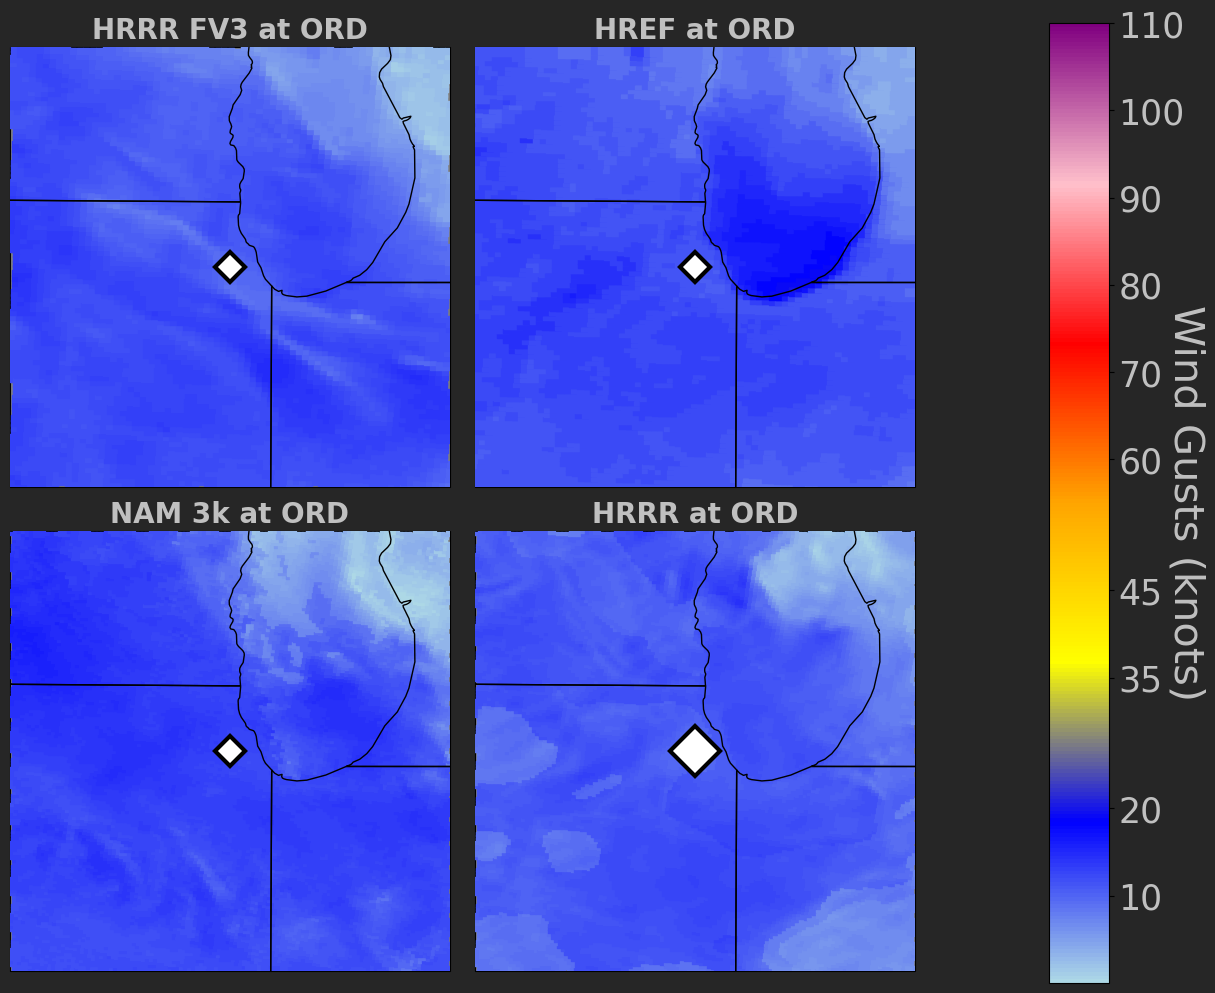 HRRR FV3 at ORD
HREF at ORD
NAM 3k at ORD
HRRR at ORD
110
100
90
80
70
60
45
35
20
10
Wind Gusts (knots)